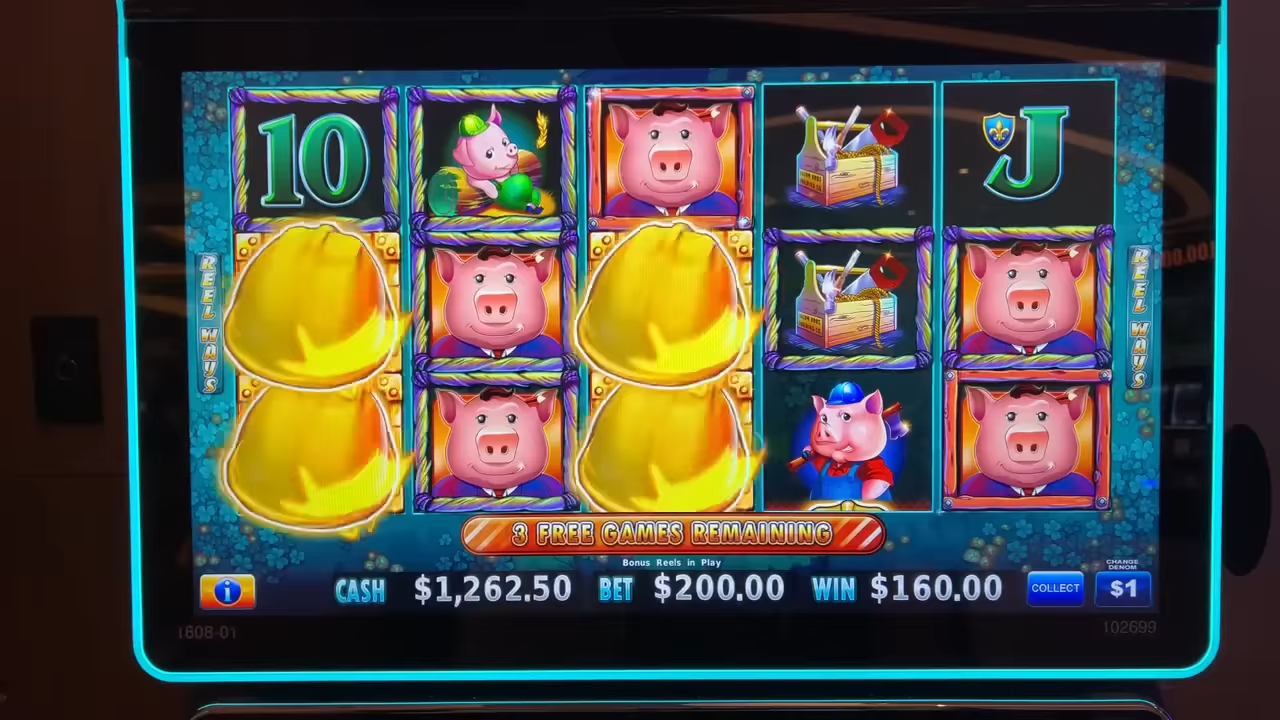 10
J
REEL WAYS
REEL WAYS
3 FREE GAMES REMAINING
Bonus Reels in Play
CASH $1,262.50 BET $200.00 WIN $160.00
COLLECT
CHANGE
DENOM
$1
1608-01
102699